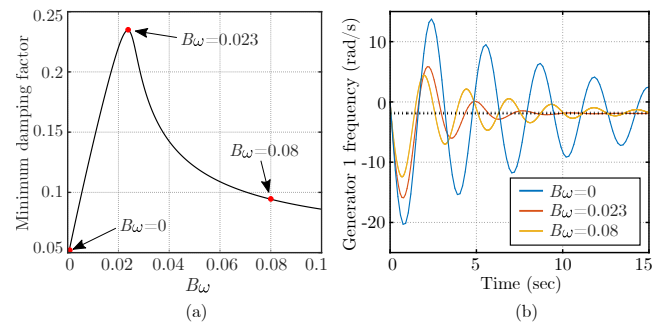 (a)
0.25
0.2
0.15
0.1
0.05
Minimum damping factor
Bω=0.023
Bω=0.08
Bω=0
0 0.02 0.04 0.06 0.08 0.1
Bω
(a)
(b)
10
0
-10
-20
Generator 1 frequency (rad/s)
Bω=0
Bω=0.023
Bω=0.08
0 5 10 15
Time (sec)
(b)